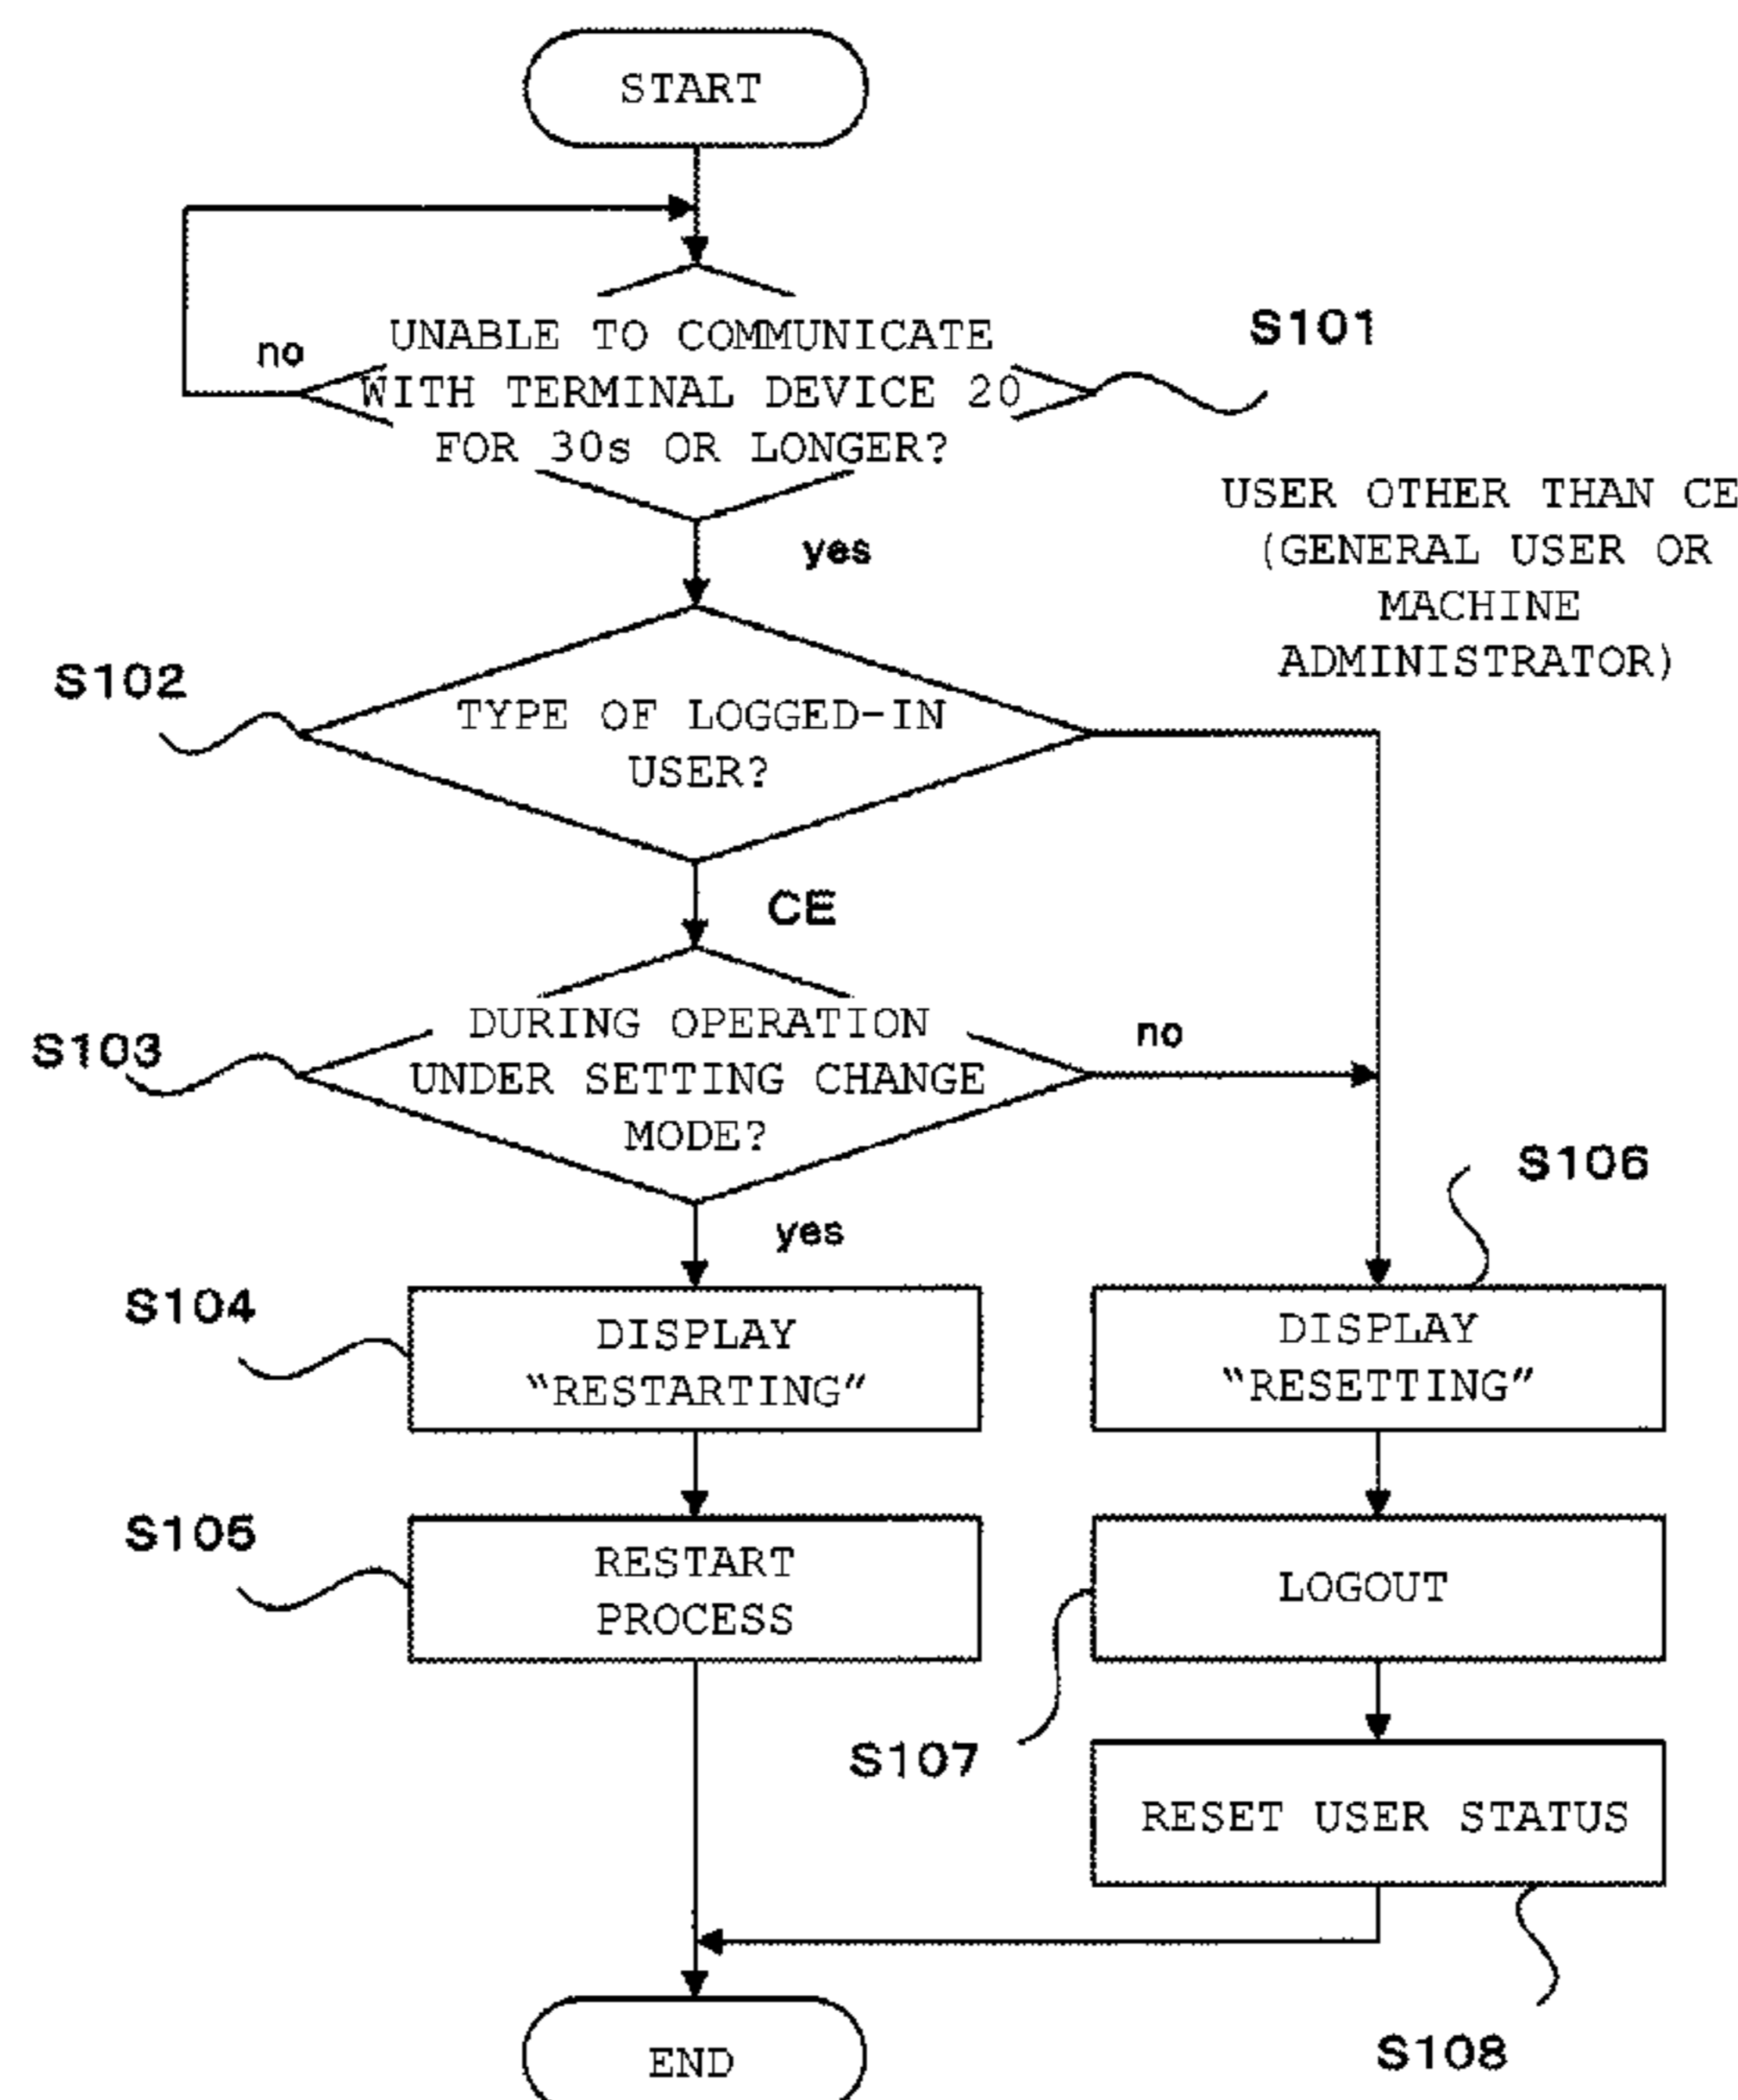 START
no
UNABLE TO COMMUNICATE
WITH TERMINAL DEVICE 20
FOR 30s OR LONGER?
S101
yes
USER OTHER THAN CE
(GENERAL USER OR
MACHINE
ADMINISTRATOR)
S102
TYPE OF LOGGED-IN
USER?
CE
S103
DURING OPERATION
UNDER SETTING CHANGE
MODE?
no
yes
S106
S104
DISPLAY
“RESTARTING”
DISPLAY
“RESETTING”
S105
RESTART
PROCESS
LOGOUT
S107
RESET USER STATUS
END
S108